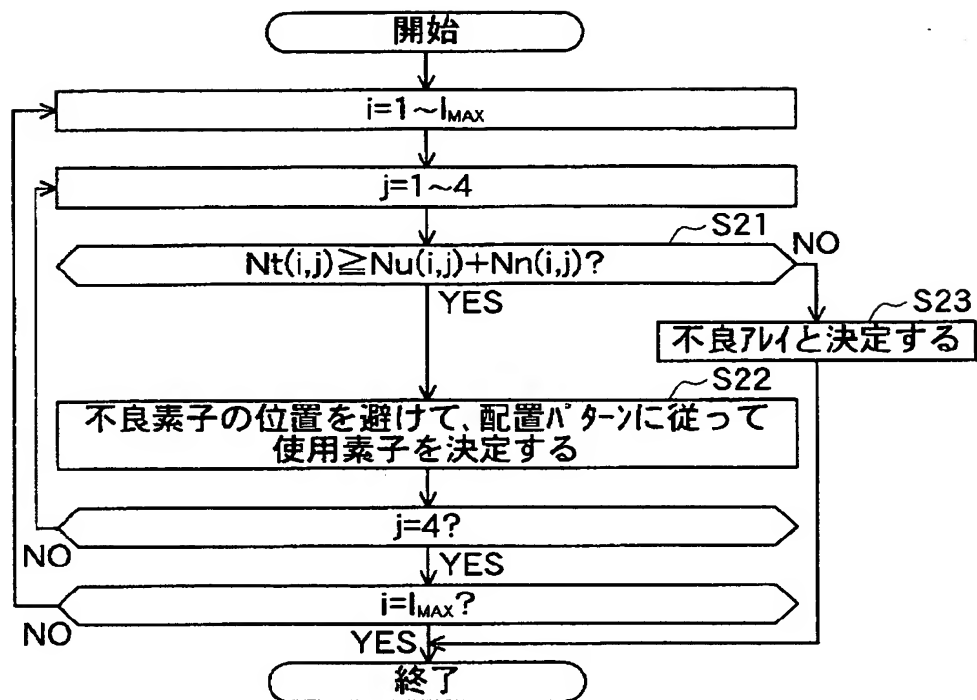 開始
i=1~IMAX
j=1~4
S21
Nt(i,j)≧Nu(i,j)+Nn(i,j)?
NO
YES
S23
不良アレイと決定する
S22
不良素子の位置を避けて、配置パターンに従って
使用素子を決定する
j=4?
NO
YES
i=IMAX?
NO
YES
終了